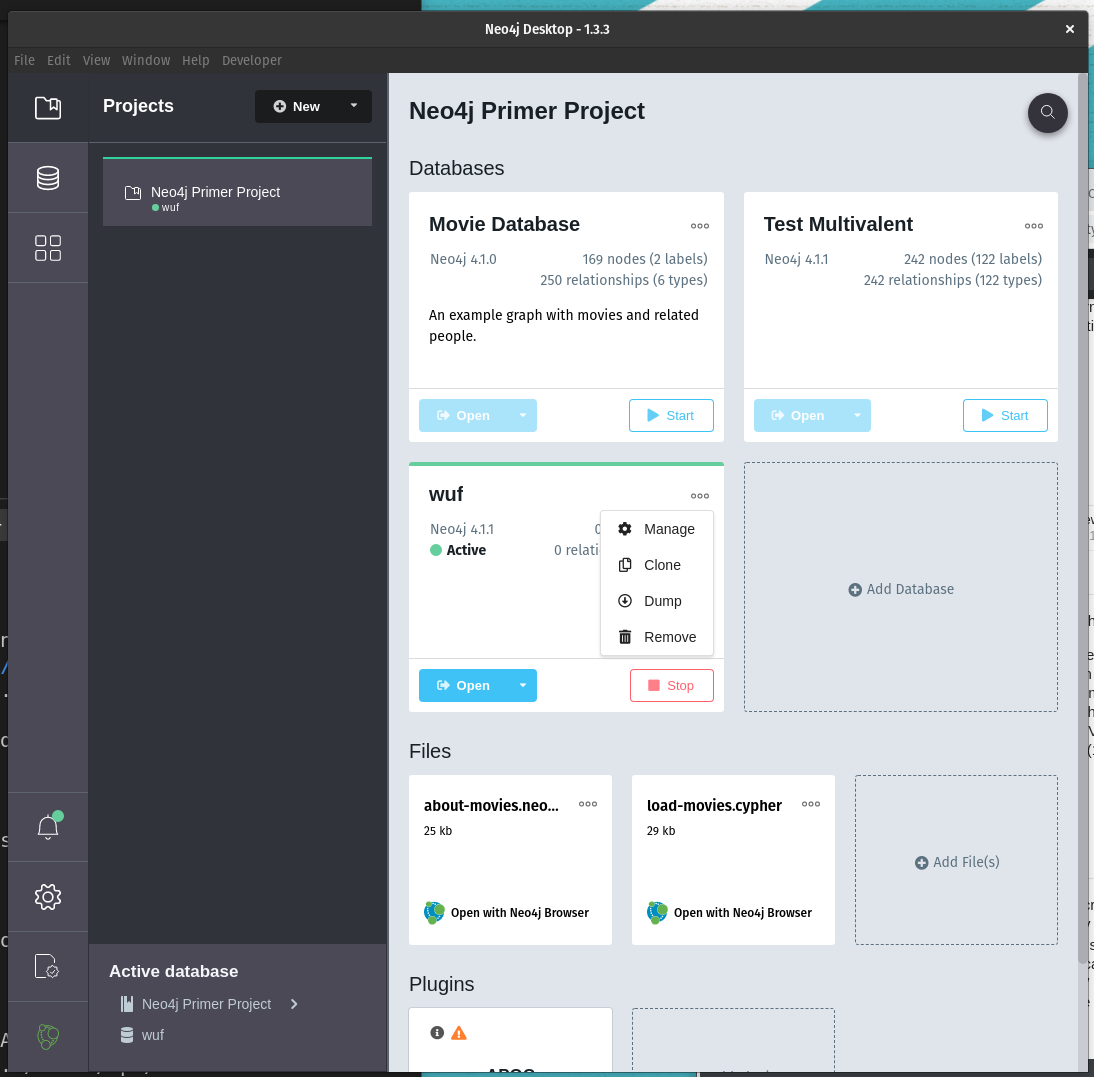 Neo4j Desktop - 1.3.3
File Edit View Window Help Developer
Projects
New
Neo4j Primer Project
wuf
Neo4j Primer Project
Databases
Movie Database
Neo4j 4.1.0
169 nodes (2 labels)
250 relationships (6 types)
An example graph with movies and related
people.
Open
Start
Test Multivalent
Neo4j 4.1.1
242 nodes (122 labels)
242 relationships (122 types)
Open
Start
wuf
Neo4j 4.1.1
Active
0 relati
Manage
Clone
Dump
Remove
Open
Stop
Add Database
Files
about-movies.neo...
25 kb
Open with Neo4j Browser
load-movies.cypher
29 kb
Open with Neo4j Browser
Add File(s)
Plugins
Active database
Neo4j Primer Project
wuf